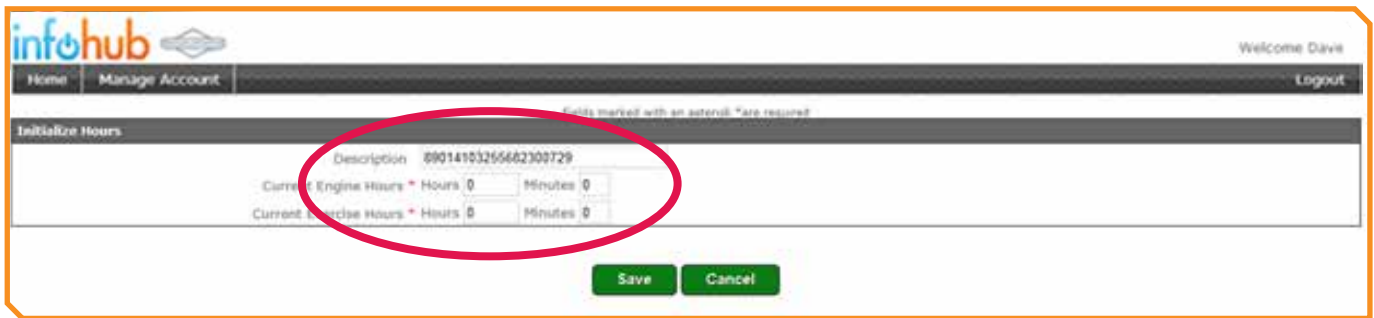 infohub
Welcome Dave
Home Manage Account Logout
Fields marked with an asterisk *are required
Initialize Hours
Description 89014103255682300729
Current Engine Hours * Hours 0 Minutes 0
Current Exercise Hours * Hours 0 Minutes 0
Save Cancel